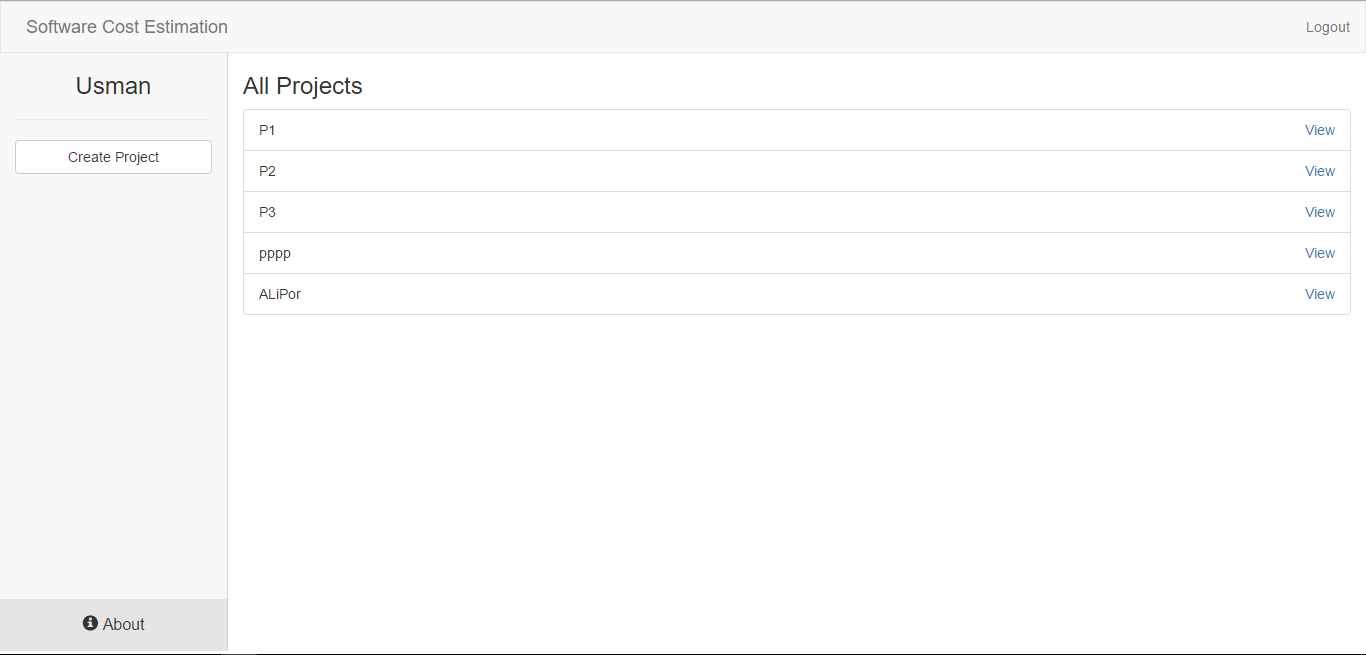 Software Cost Estimation
Logout
Usman
Create Project
All Projects
P1 View
P2 View
P3 View
pppp View
ALiPor View
About